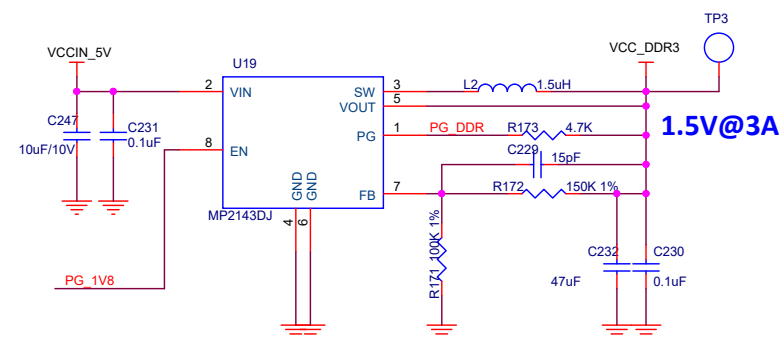 TP3
VCCIN_5V
VCC_DDR3
U19
2
VIN
SW
3
L2
1.5uH
VOUT
5
1.5V@3A
C247
10uF/10V
C231
0.1uF
PG
1
PG_DDR
R173
4.7K
8
EN
C229
15pF
FB
7
R172
150K 1%
GND
GND
MP2143DJ
4
6
R171
100K 1%
PG_1V8
C232
47uF
C230
0.1uF